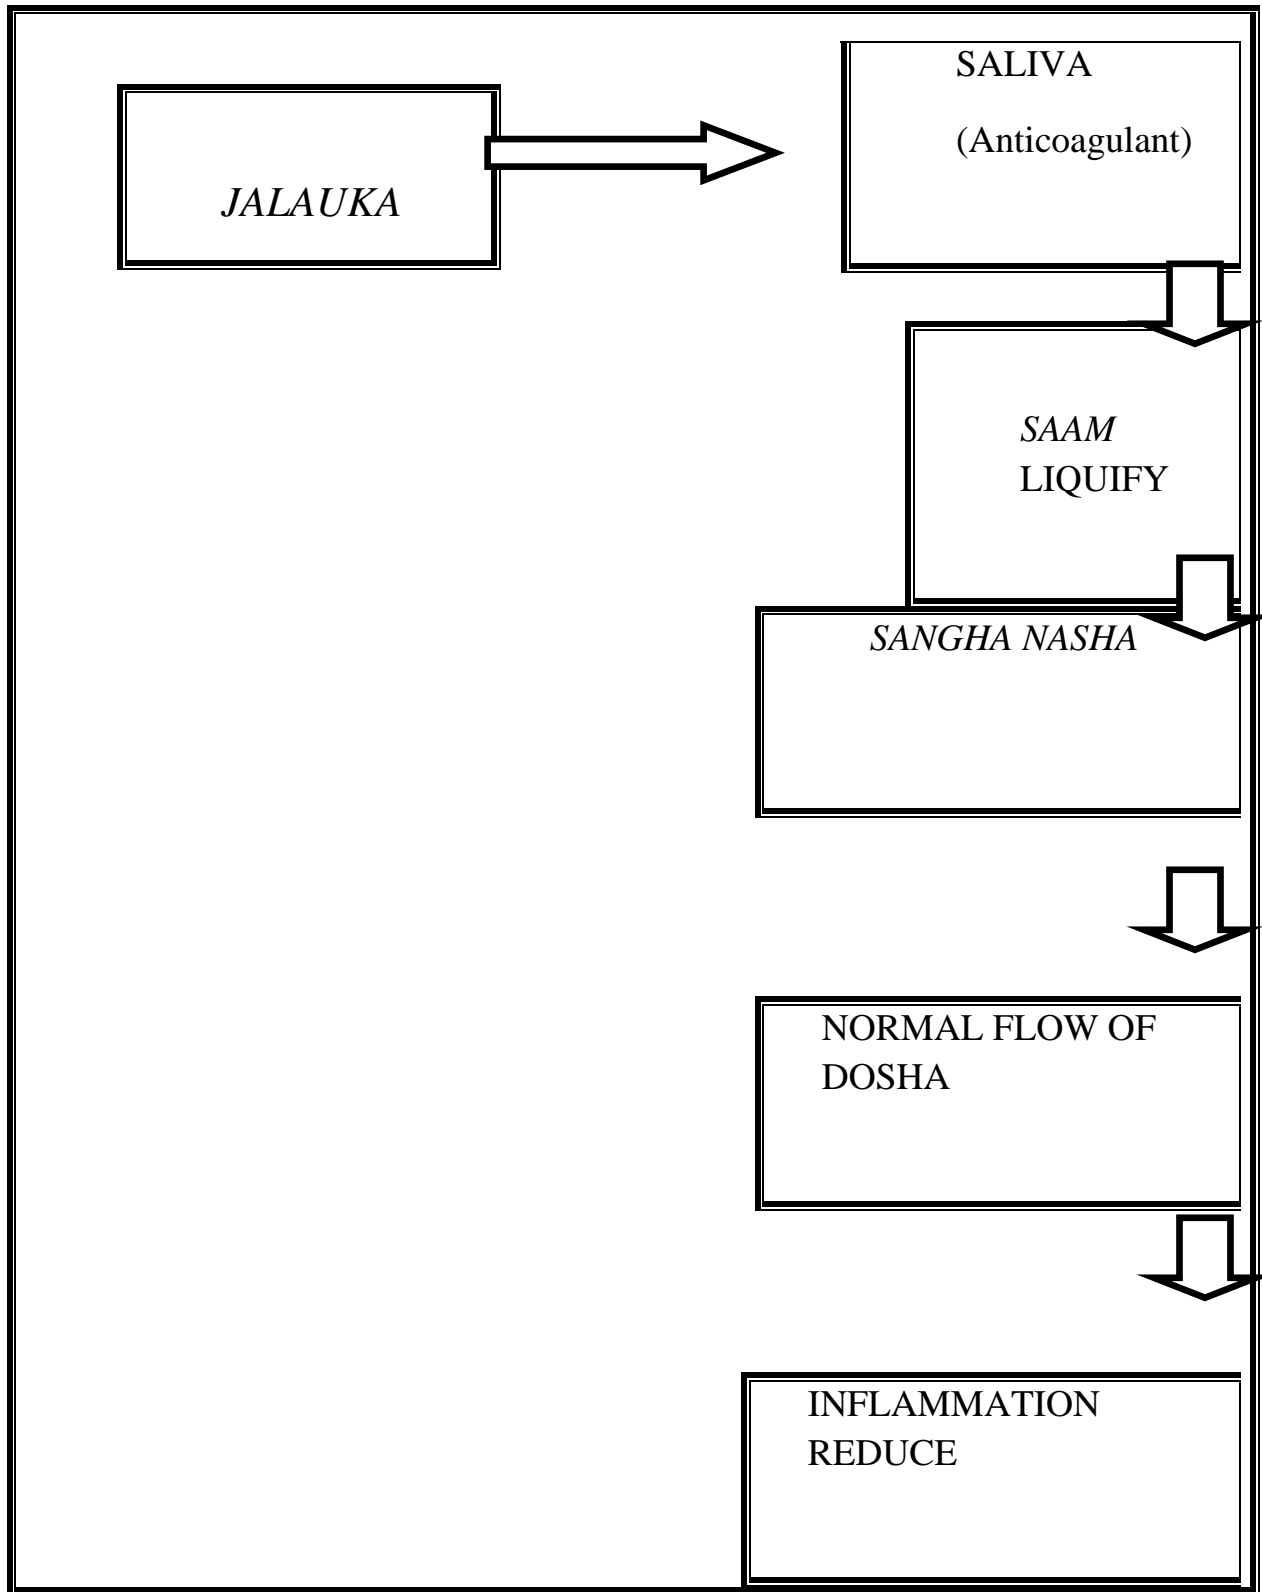 JALAUKA
SALIVA
(Anticoagulant)
SAAM
LIQUIFY
SANGHA NASHA
NORMAL FLOW OF
DOSHA
INFLAMMATION
REDUCE